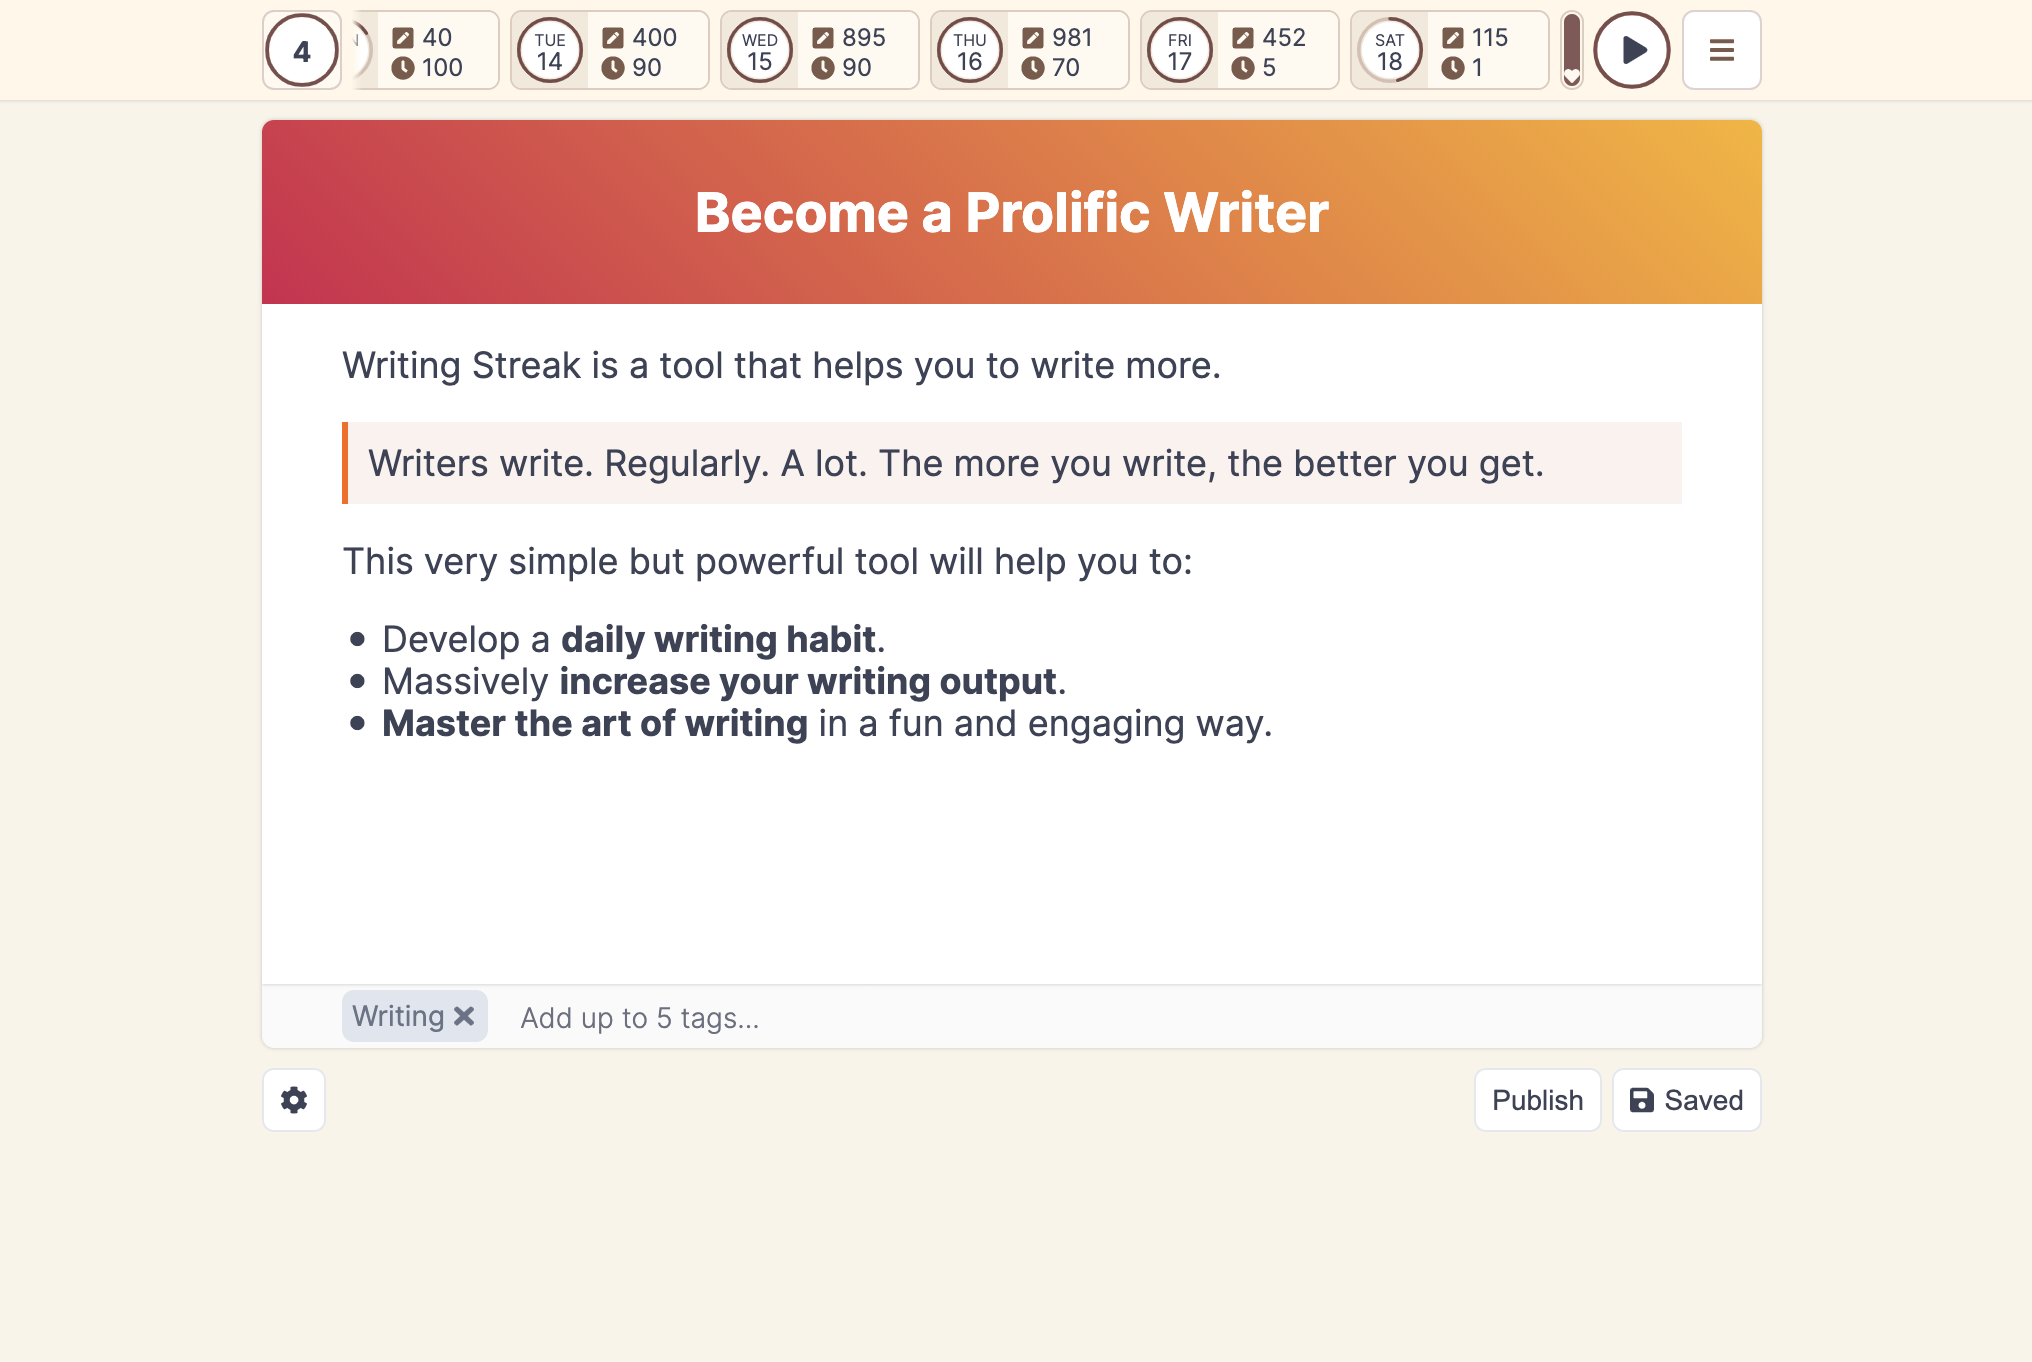 4
40
100
TUE
14
400
90
WED
15
895
90
THU
16
981
70
FRI
17
452
5
SAT
18
115
1
Become a Prolific Writer
Writing Streak is a tool that helps you to write more.
Writers write. Regularly. A lot. The more you write, the better you get.
This very simple but powerful tool will help you to:
• Develop a daily writing habit.
• Massively increase your writing output.
• Master the art of writing in a fun and engaging way.
Writing
Add up to 5 tags...
Publish
Saved